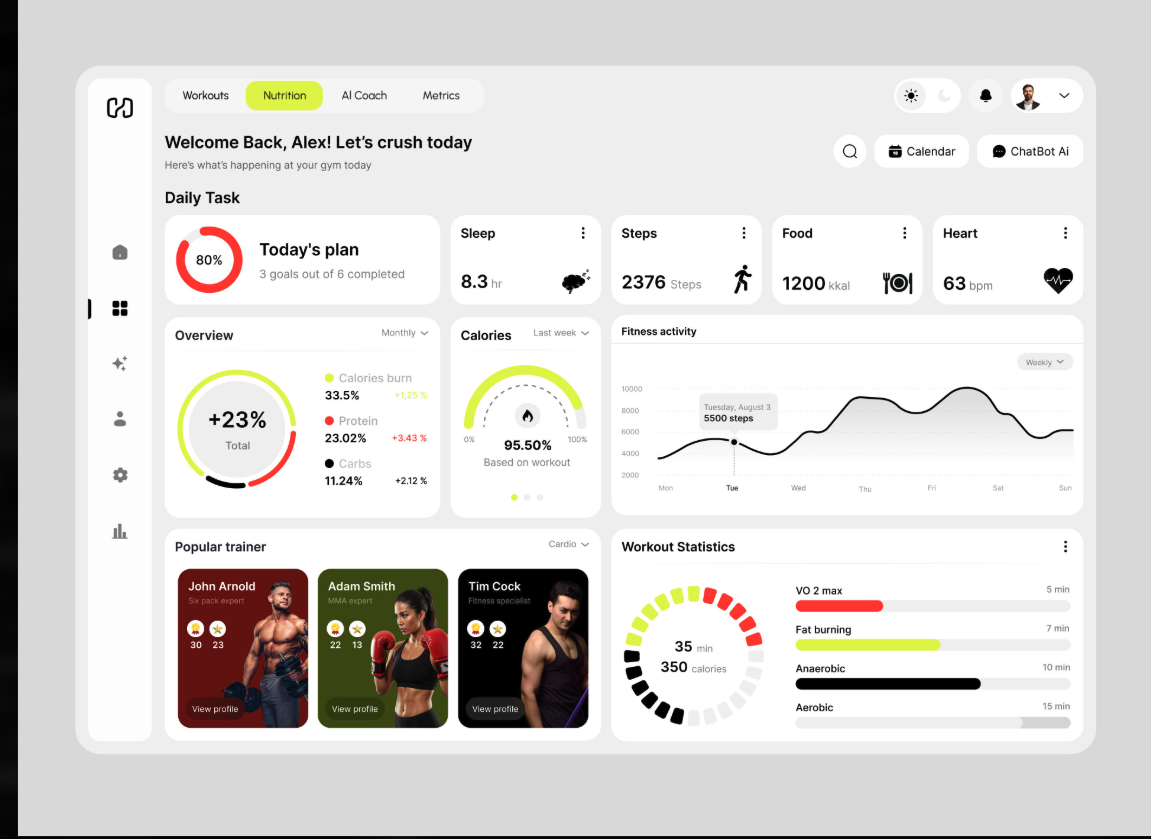 Workouts
Nutrition
AI Coach
Metrics
Welcome Back, Alex! Let's crush today
Here's what's happening at your gym today
Calendar
ChatBot Ai
Daily Task
80%
Today's plan
3 goals out of 6 completed
Sleep
8.3 hr
Steps
2376 Steps
Food
1200 kkal
Heart
63 bpm
Overview
Monthly
+23%
Total
Calories burn
33.5%
+1,25 %
Protein
23.02%
+3.43 %
Carbs
11.24%
+2.12 %
Calories
Last week
0%
100%
95.50%
Based on workout
Fitness activity
Weekly
10000
8000
6000
4000
2000
Tuesday, August 3
5500 steps
Mon
Tue
Wed
Thu
Fri
Sat
Sun
Popular trainer
Cardio
John Arnold
Six pack expert
30
23
View profile
Adam Smith
MMA expert
22
13
View profile
Tim Cock
Fitness specialist
32
22
View profile
Workout Statistics
35 min
350 calories
VO 2 max
5 min
Fat burning
7 min
Anaerobic
10 min
Aerobic
15 min